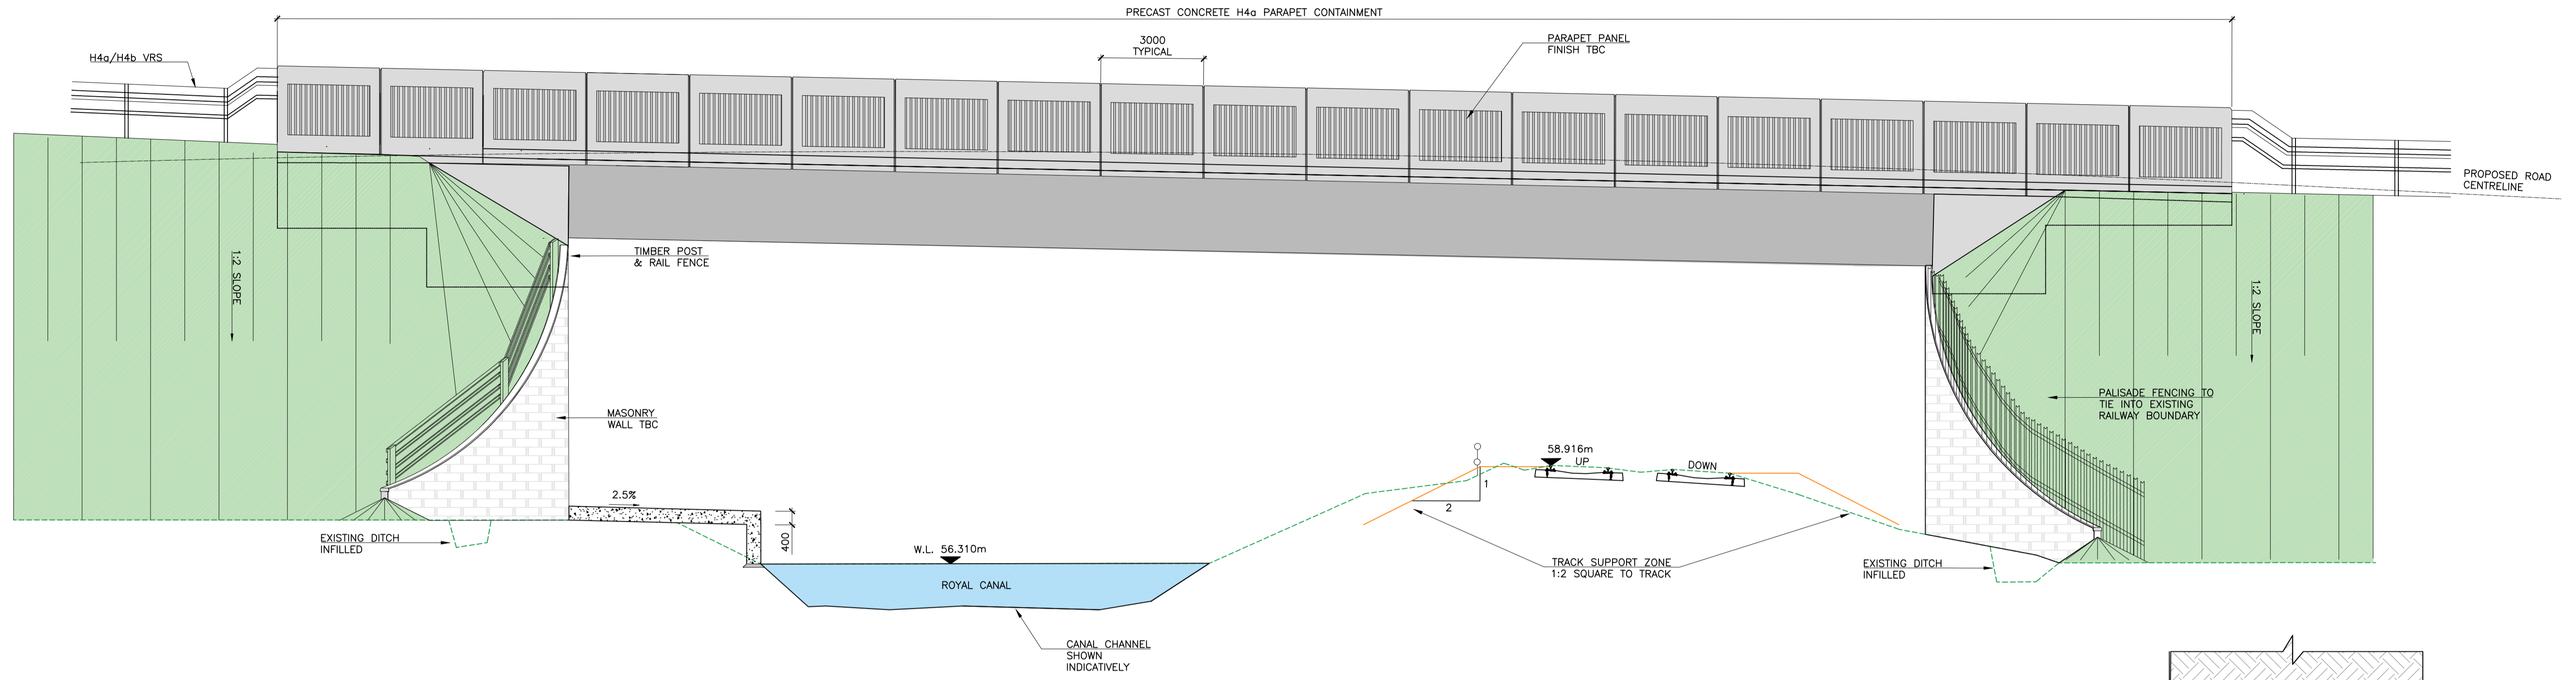 PRECAST CONCRETE H4a PARAPET CONTAINMENT
H4a/H4b VRS
3000
TYPICAL
PARAPET PANEL
FINISH TBC
PROPOSED ROAD
CENTRELINE
1:2 SLOPE
TIMBER POST
& RAIL FENCE
1:2 SLOPE
MASONRY
WALL TBC
PALISADE FENCING TO
TIE INTO EXISTING
RAILWAY BOUNDARY
58.916m
UP
DOWN
1
2
2.5%
400
EXISTING DITCH
INFILLED
W.L. 56.310m
ROYAL CANAL
TRACK SUPPORT ZONE
1:2 SQUARE TO TRACK
EXISTING DITCH
INFILLED
CANAL CHANNEL
SHOWN
INDICATIVELY